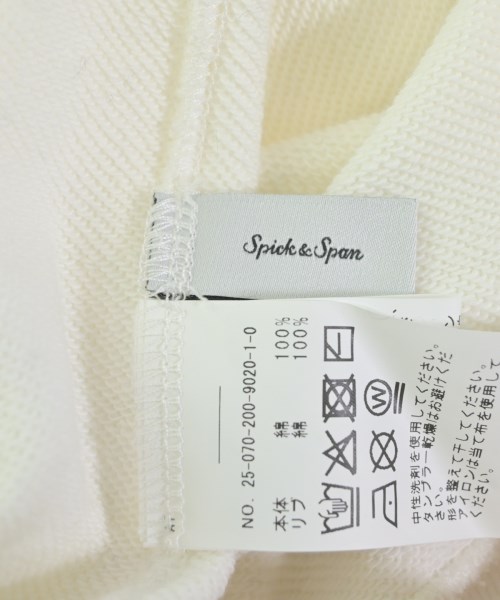 Spick & Span
NO. 25-070-200-9020-1-0
本体 綿 100%
リブ 綿 100%
中性洗剤を使用してください。
タンブラー乾燥はお避けくだ
さい。
形を整えて干してください。
アイロンは当て布を使用して
ください。